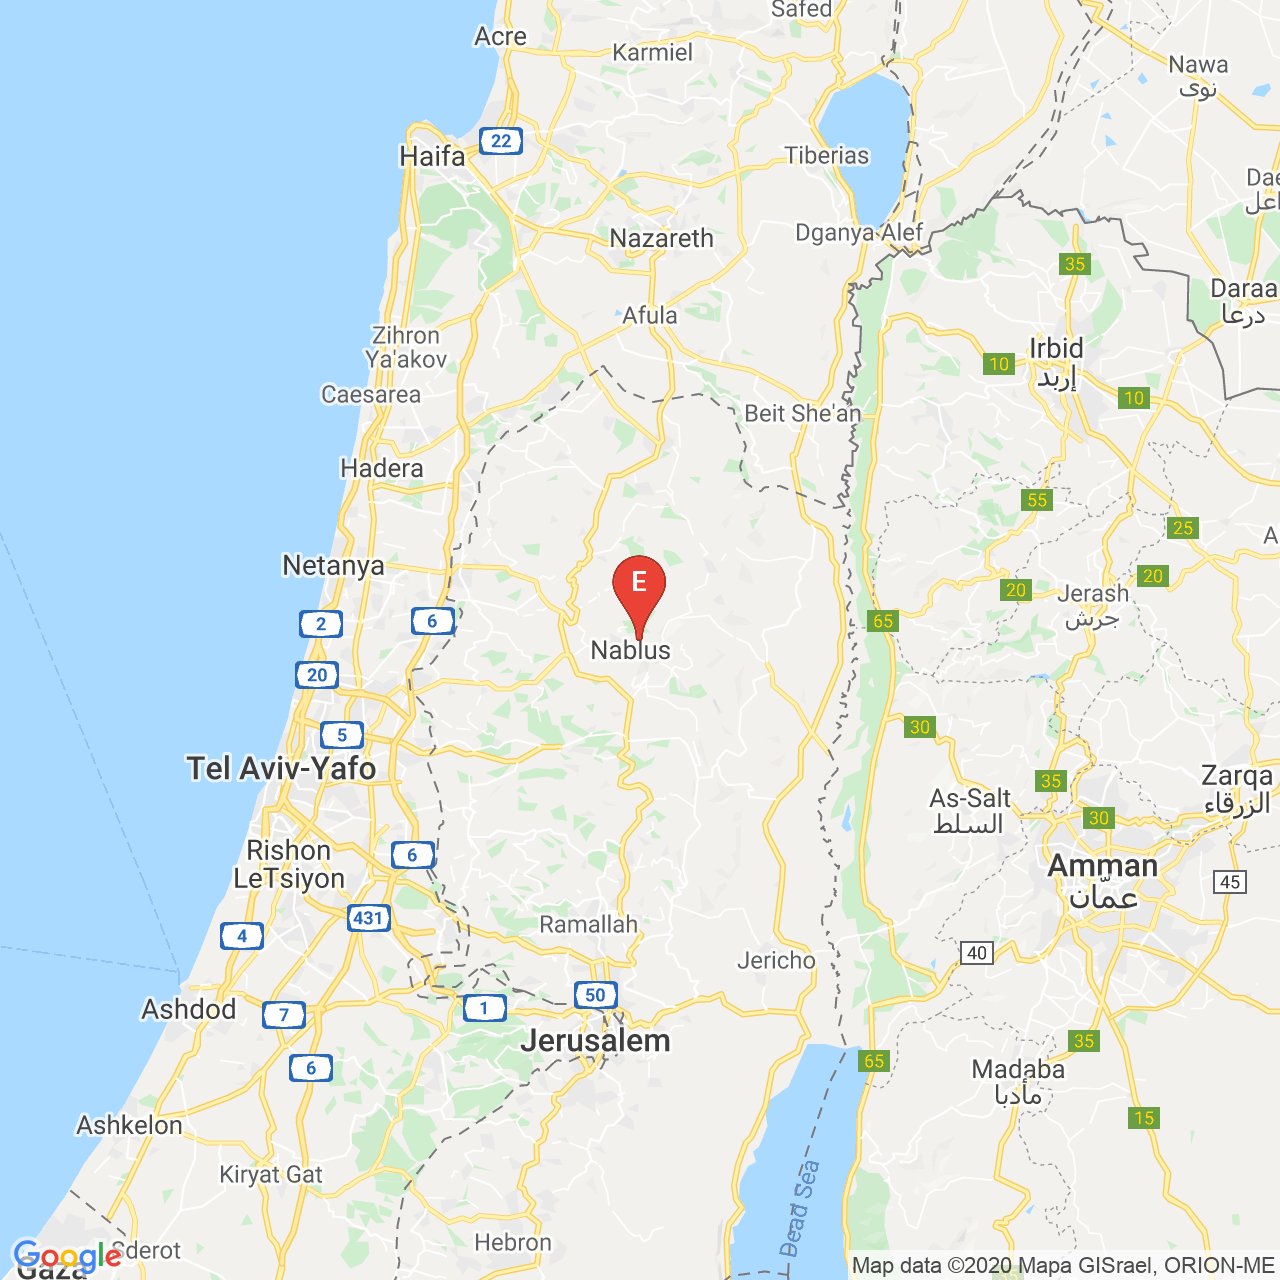 Safed
Acre
Karmiel
Nawa
نوى
22
Haifa
Tiberias
Nazareth
Dganya Alef
35
Daraa
درعا
Afula
Zihron
Ya'akov
Irbid
إربد
10
Caesarea
10
Beit She'an
Hadera
55
25
Netanya
E
20
20
Jerash
جرش
2
6
65
Nablus
20
30
5
Tel Aviv-Yafo
35
Zarqa
الزرقاء
As-Salt
السلط
30
Rishon
LeTsiyon
6
Amman
عمّان
45
431
Ramallah
4
40
Jericho
50
1
Ashdod
7
Jerusalem
35
65
6
Madaba
مأدبا
15
Ashkelon
Kiryat Gat
Dead Sea
Hebron
Sderot
Google
Gaza
Map data ©2020 Mapa GISrael, ORION-ME